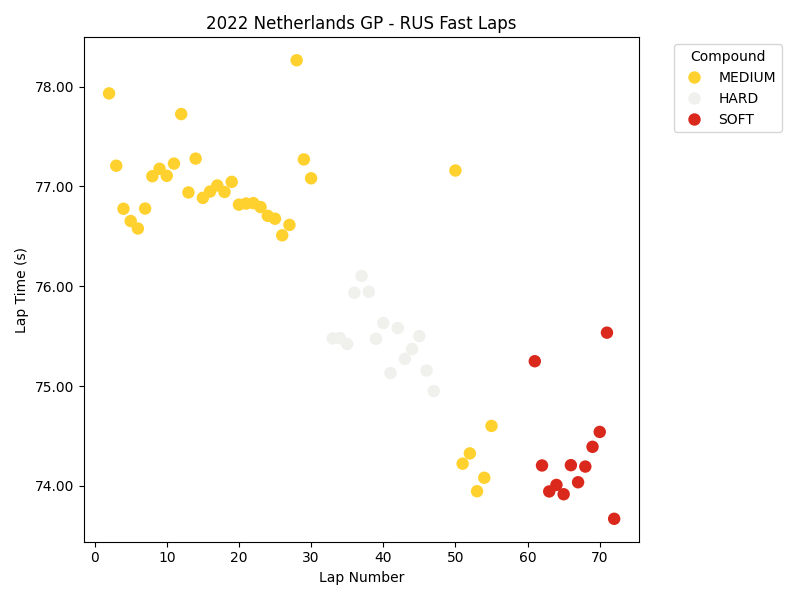 2022 Netherlands GP - RUS Fast Laps
Compound
MEDIUM
HARD
SOFT
78.00
77.00
76.00
75.00
74.00
Lap Time (s)
0 10 20 30 40 50 60 70
Lap Number